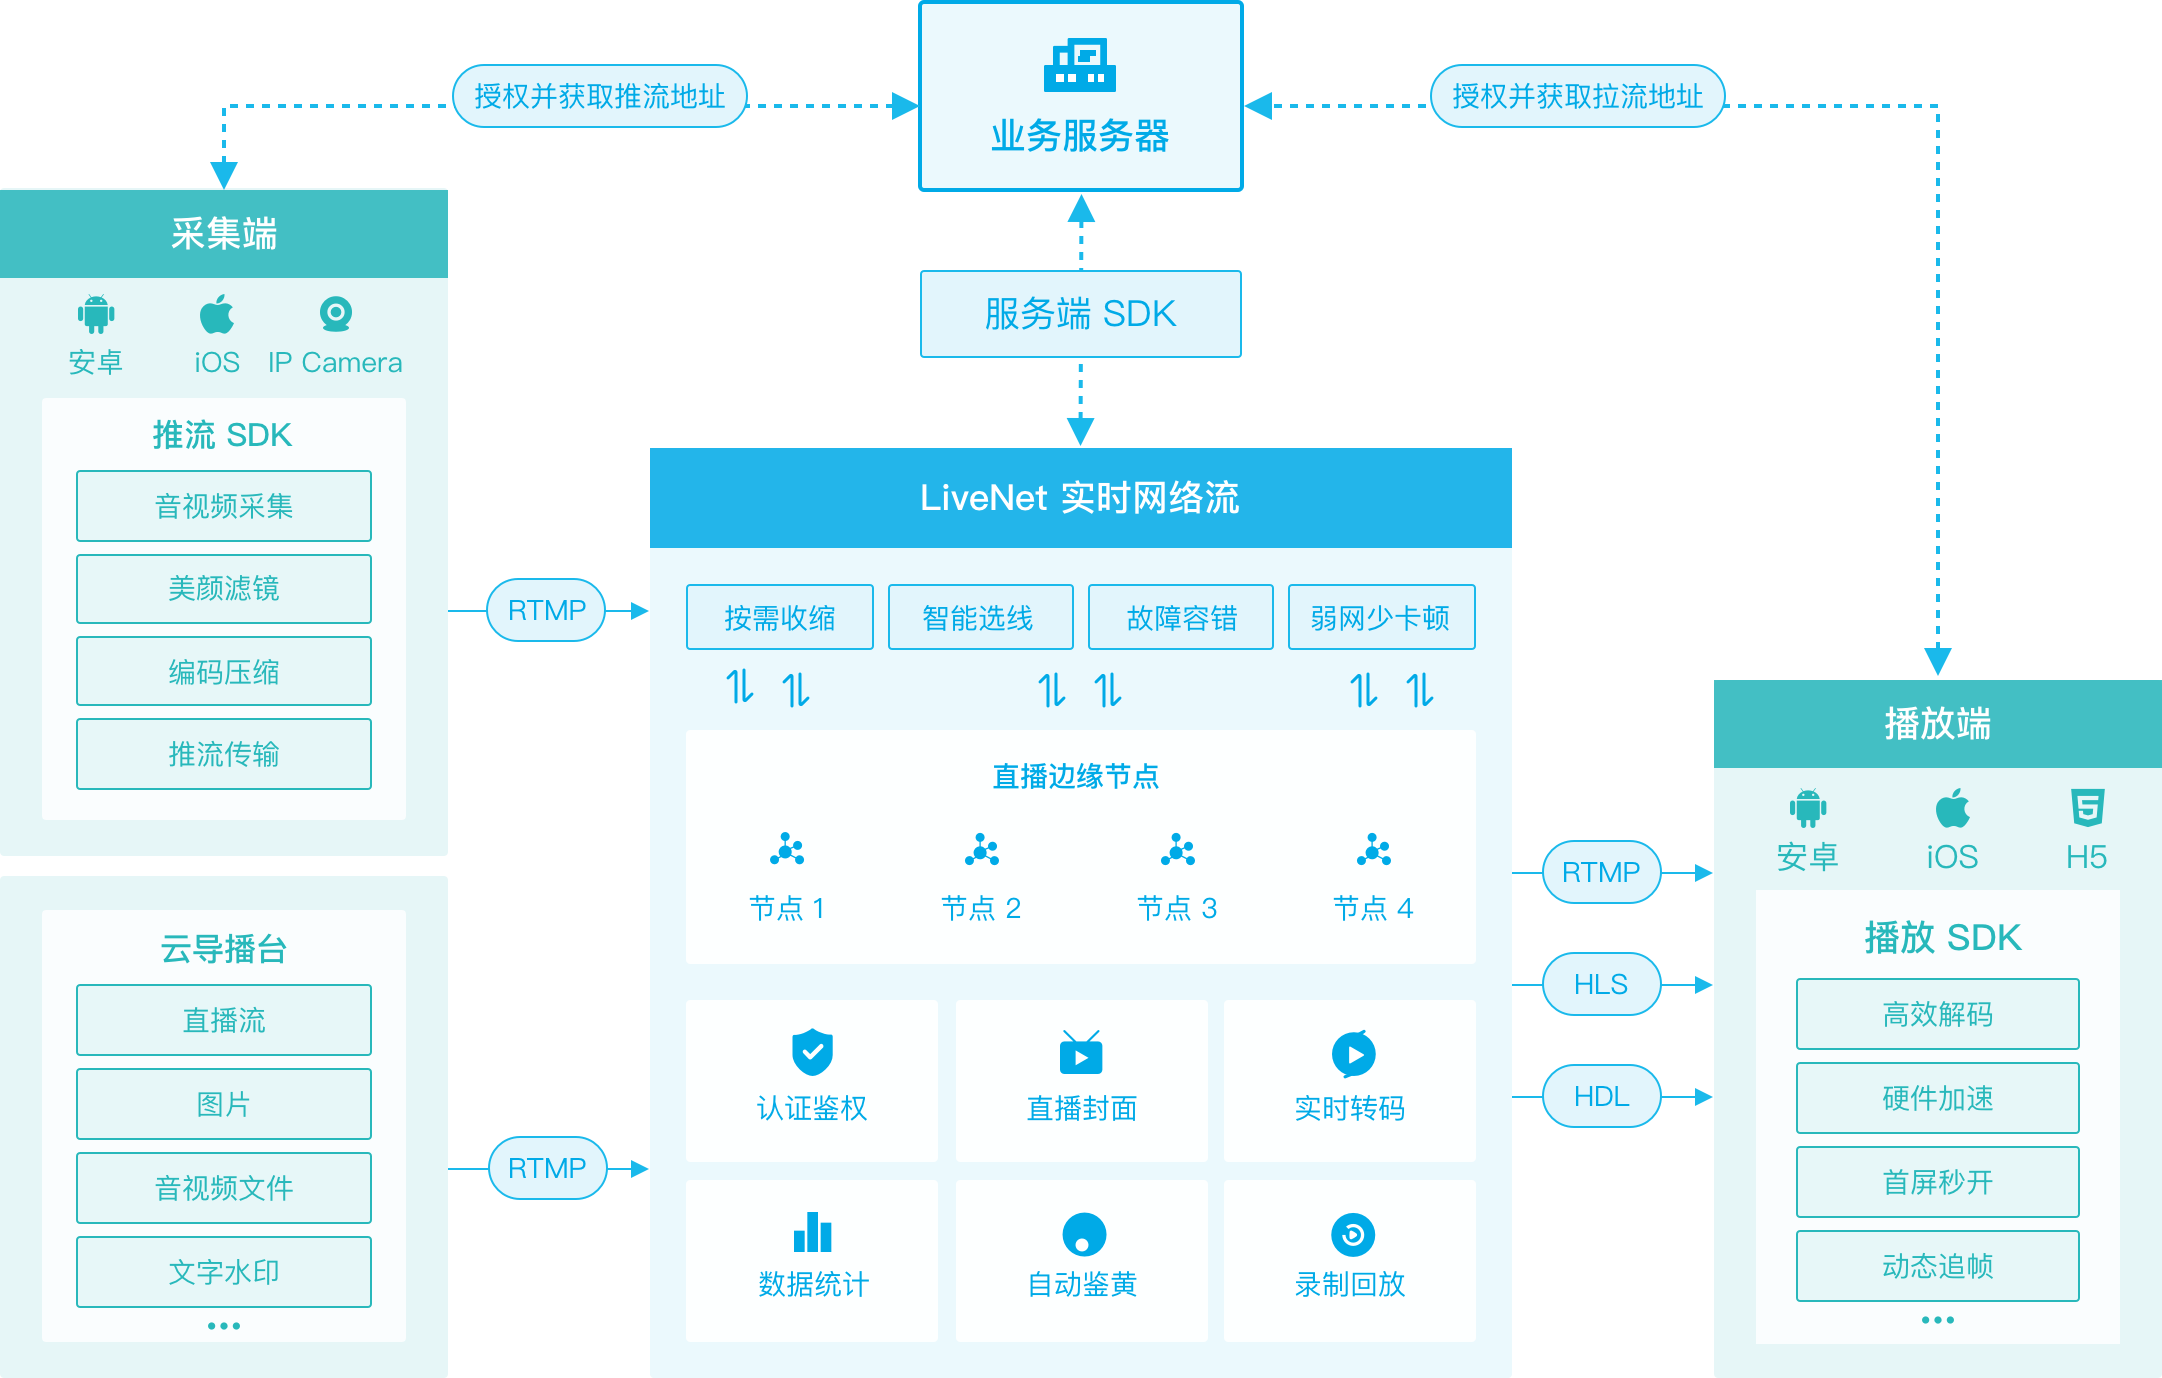 授权并获取推流地址
业务服务器
授权并获取拉流地址
服务端 SDK
采集端
安卓
iOS
IP Camera
推流 SDK
音视频采集
美颜滤镜
编码压缩
推流传输
云导播台
直播流
图片
音视频文件
文字水印
•••
RTMP
RTMP
LiveNet 实时网络流
按需收缩
智能选线
故障容错
弱网少卡顿
直播边缘节点
节点 1
节点 2
节点 3
节点 4
认证鉴权
直播封面
实时转码
数据统计
自动鉴黄
录制回放
RTMP
HLS
HDL
播放端
安卓
iOS
H5
播放 SDK
高效解码
硬件加速
首屏秒开
动态追帧
•••